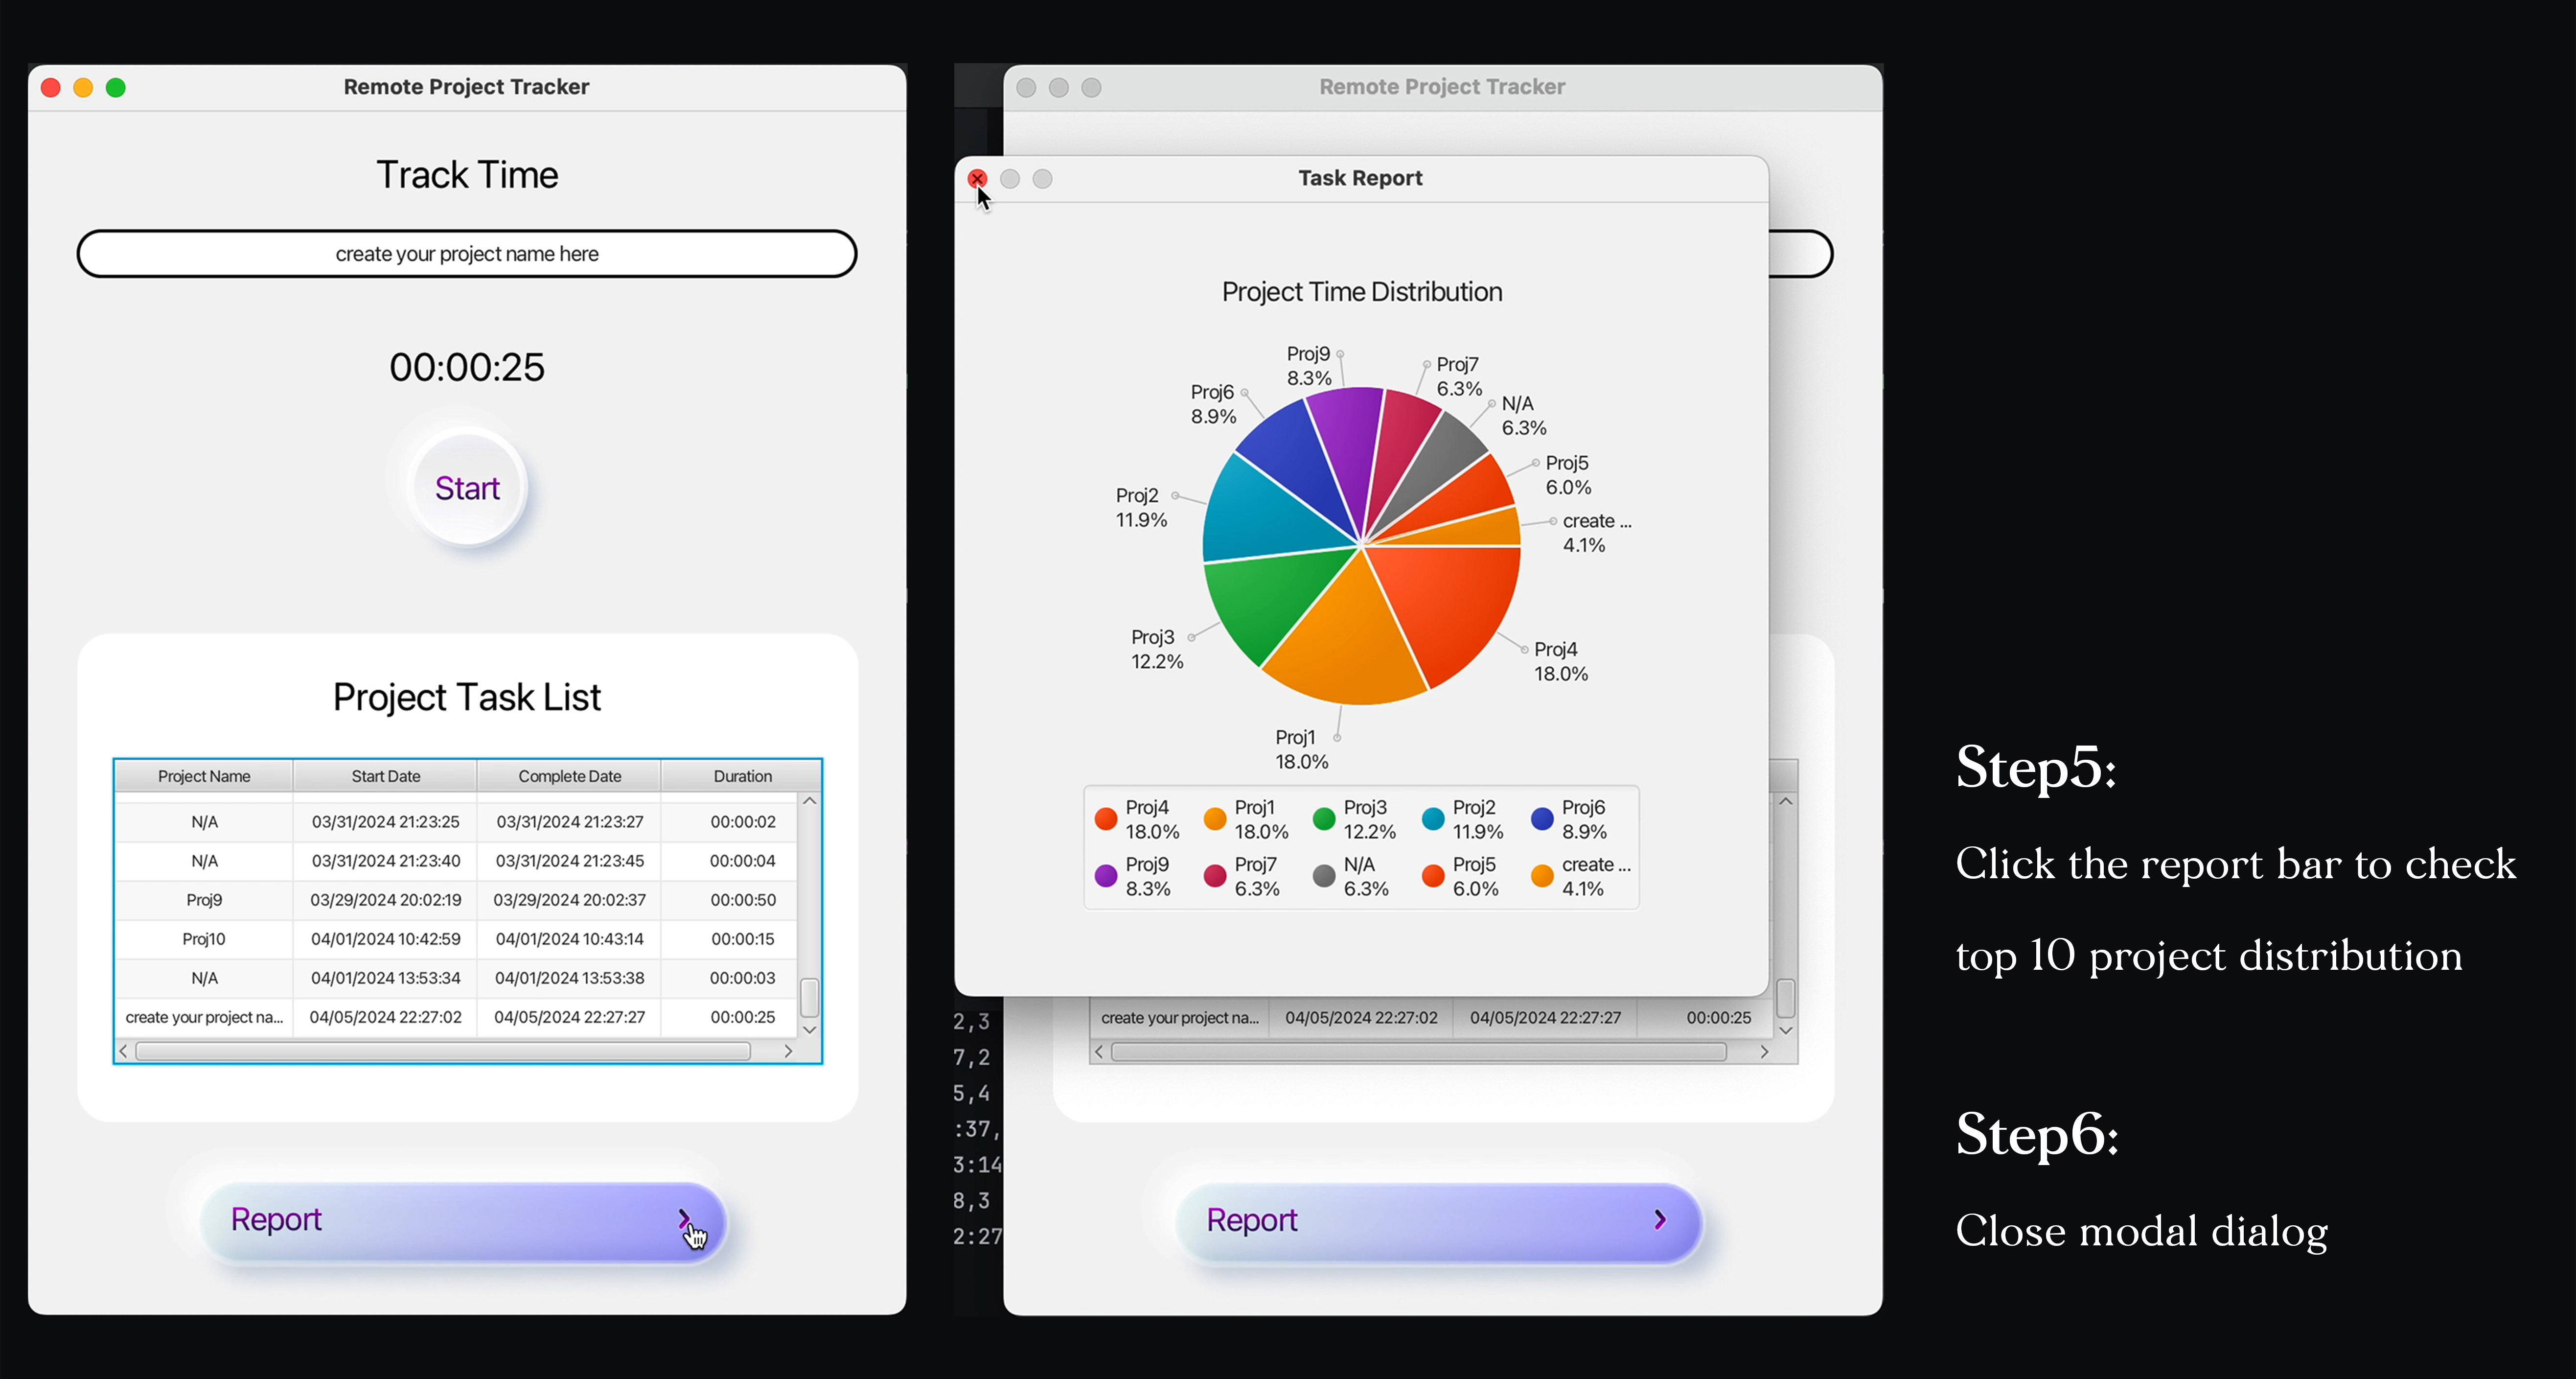 Remote Project Tracker
Track Time
create your project name here
00:00:25
Start
Project Task List
Project Name Start Date Complete Date Duration
N/A 03/31/2024 21:23:25 03/31/2024 21:23:27 00:00:02
N/A 03/31/2024 21:23:40 03/31/2024 21:23:45 00:00:04
Proj9 03/29/2024 20:02:19 03/29/2024 20:02:37 00:00:50
Proj10 04/01/2024 10:42:59 04/01/2024 10:43:14 00:00:15
N/A 04/01/2024 13:53:34 04/01/2024 13:53:38 00:00:03
create your project na... 04/05/2024 22:27:02 04/05/2024 22:27:27 00:00:25
Report
Remote Project Tracker
Task Report
Project Time Distribution
Proj9
8.3%
Proj7
6.3%
Proj6
8.9%
N/A
6.3%
Proj5
6.0%
Proj2
11.9%
create ...
4.1%
Proj3
12.2%
Proj4
18.0%
Proj1
18.0%
Proj4 Proj1 Proj3 Proj2 Proj6
18.0% 18.0% 12.2% 11.9% 8.9%
Proj9 Proj7 N/A Proj5 create ...
8.3% 6.3% 6.3% 6.0% 4.1%
create your project na... 04/05/2024 22:27:02 04/05/2024 22:27:27 00:00:25
2,3
7,2
5,4
:37,
3:14
8,3
2:27
Report
Step5:
Click the report bar to check
top 10 project distribution
Step6:
Close modal dialog